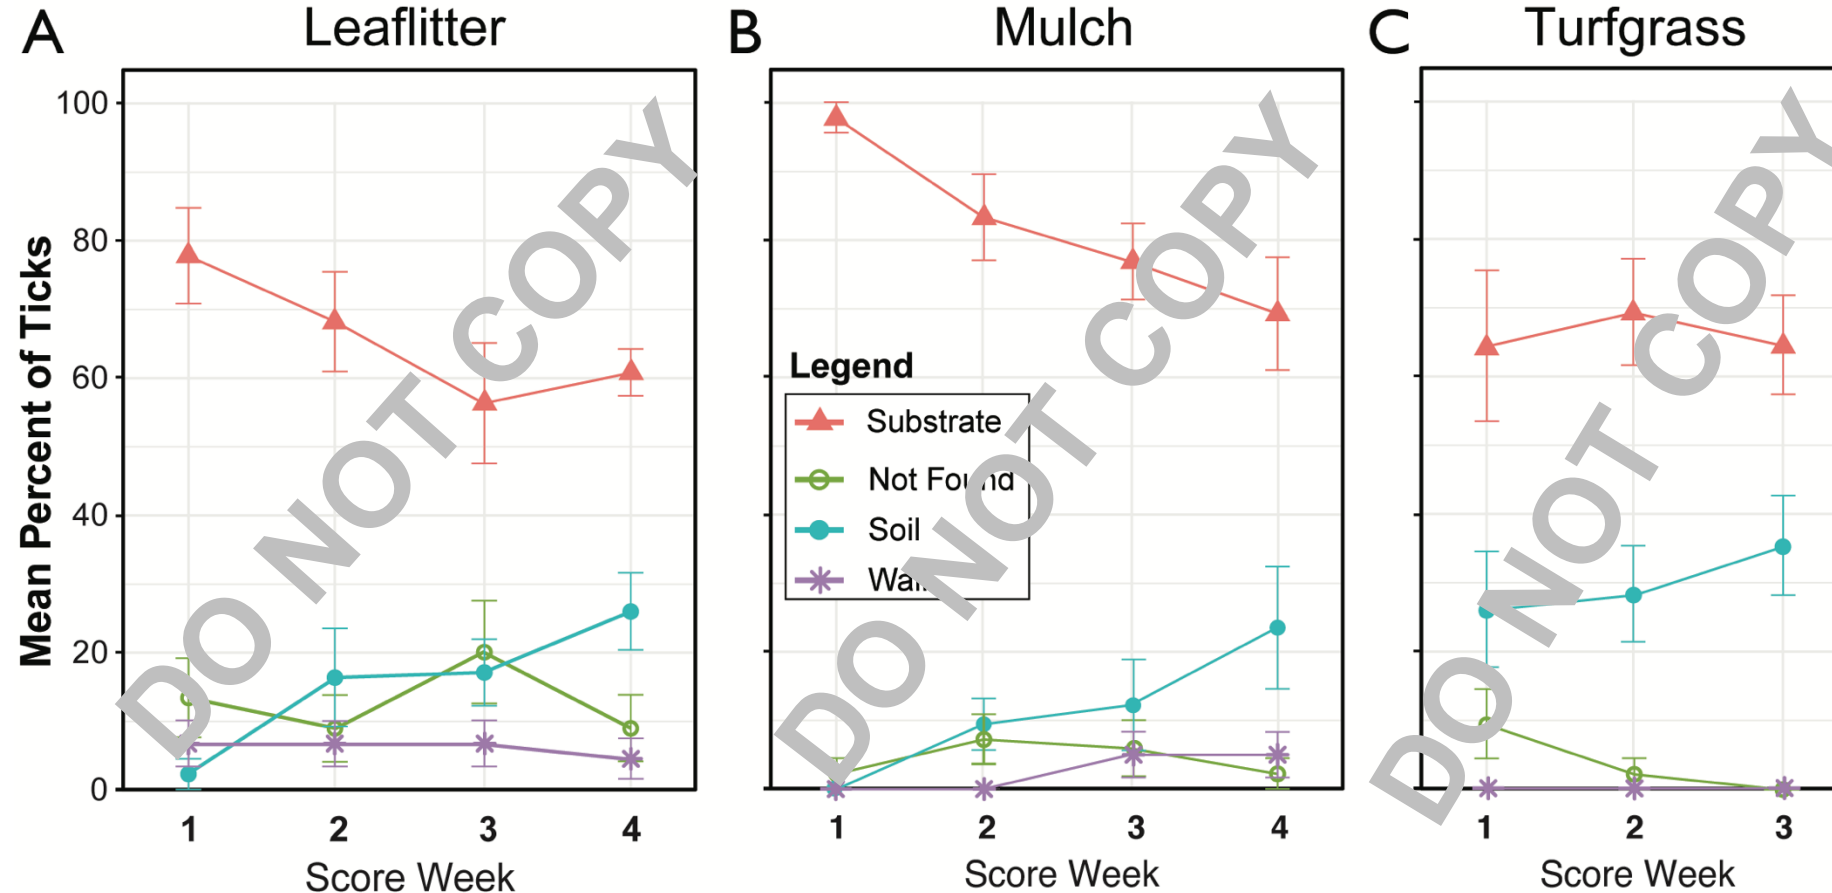 A Leaflitter
B Mulch
C Turfgrass
Mean Percent of Ticks
100
80
60
40
20
0
1 2 3 4
Score Week
Legend
Substrate
Not Found
Soil
1 2 3 4
Score Week
1 2 3
Score Week
DO NOT COPY
DO NOT COPY
DO NOT COPY